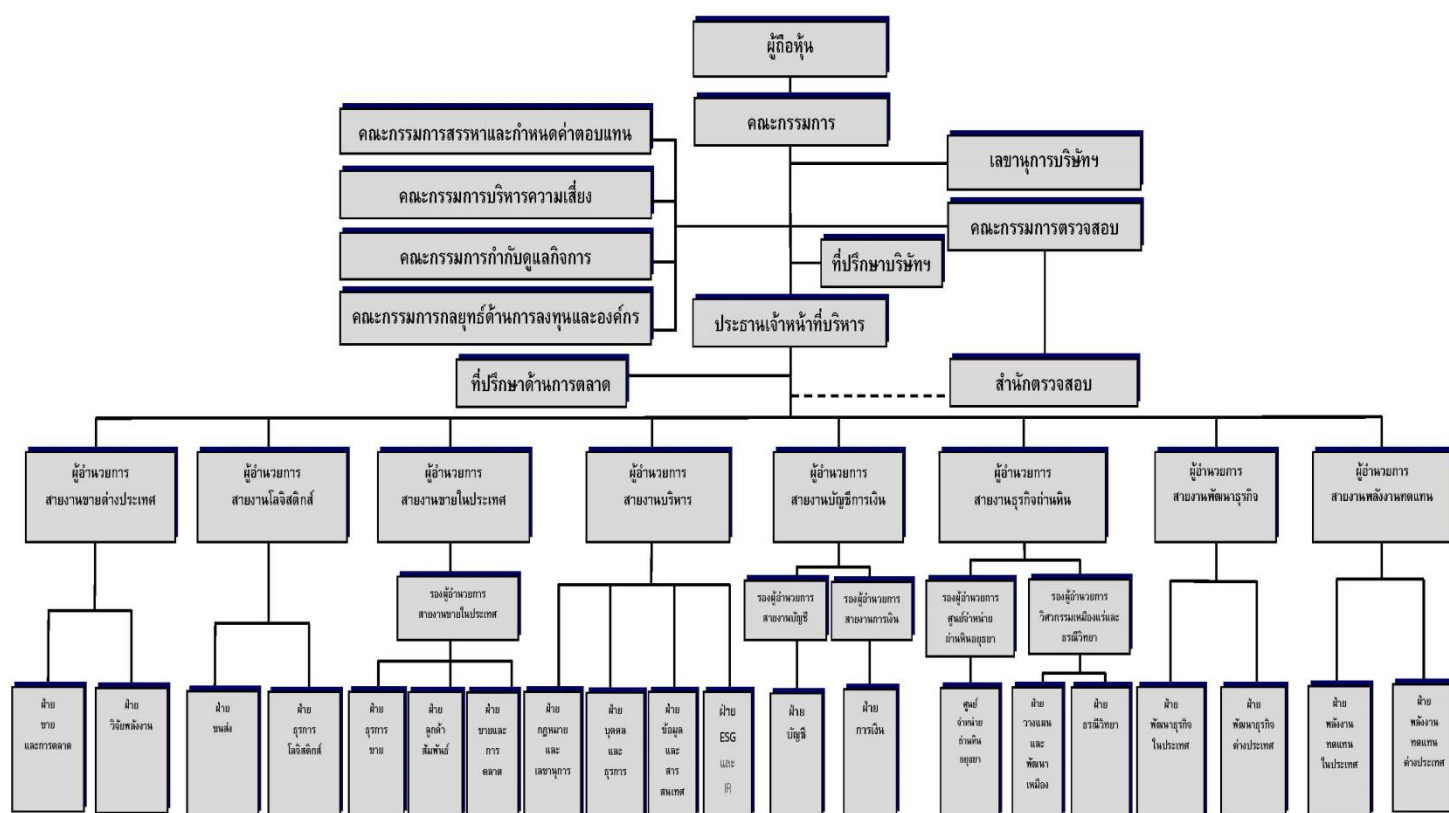 ผู้ถือหุ้น
คณะกรรมการ
คณะกรรมการสรรหาและกำหนดค่าตอบแทน
เลขานุการบริษัทฯ
คณะกรรมการบริหารความเสี่ยง
คณะกรรมการตรวจสอบ
คณะกรรมการกำกับดูแลกิจการ
ที่ปรึกษาบริษัทฯ
คณะกรรมการกลยุทธ์ด้านการลงทุนและองค์กร
ประธานเจ้าหน้าที่บริหาร
ที่ปรึกษาด้านการตลาด
สำนักตรวจสอบ
ผู้อำนวยการ
สายงานขายต่างประเทศ
ผู้อำนวยการ
สายงานโลจิสติกส์
ผู้อำนวยการ
สายงานขายในประเทศ
ผู้อำนวยการ
สายงานบริหาร
ผู้อำนวยการ
สายงานบัญชีการเงิน
ผู้อำนวยการ
สายงานธุรกิจถ่านหิน
ผู้อำนวยการ
สายงานพัฒนาธุรกิจ
ผู้อำนวยการ
สายงานพลังงานทดแทน
รองผู้อำนวยการ
สายงานขายในประเทศ
รองผู้อำนวยการ
สายงานบัญชี
รองผู้อำนวยการ
สายงานการเงิน
รองผู้อำนวยการ
ศูนย์จำหน่าย
ถ่านหินอยุธยา
รองผู้อำนวยการ
วิศวกรรมเหมืองแร่และ
ธรณีวิทยา
ฝ่าย
ขาย
และการตลาด
ฝ่าย
วิจัยพลังงาน
ฝ่าย
ขนส่ง
ฝ่าย
ธุรการ
โลจิสติกส์
ฝ่าย
ธุรการ
ขาย
ฝ่าย
ลูกค้า
สัมพันธ์
ฝ่าย
ขายและ
การ
ตลาด
ฝ่าย
กฎหมาย
และ
เลขานุการ
ฝ่าย
บุคคล
และ
ธุรการ
ฝ่าย
ข้อมูล
และ
สาร
สนเทศ
ฝ่าย
ESG
และ
IR
ฝ่าย
บัญชี
ฝ่าย
การเงิน
ศูนย์
จำหน่าย
ถ่านหิน
อยุธยา
ฝ่าย
วางแผน
และ
พัฒนา
เหมือง
ฝ่าย
ธรณีวิทยา
ฝ่าย
พัฒนาธุรกิจ
ในประเทศ
ฝ่าย
พัฒนาธุรกิจ
ต่างประเทศ
ฝ่าย
พลังงาน
ทดแทน
ในประเทศ
ฝ่าย
พลังงาน
ทดแทน
ต่างประเทศ